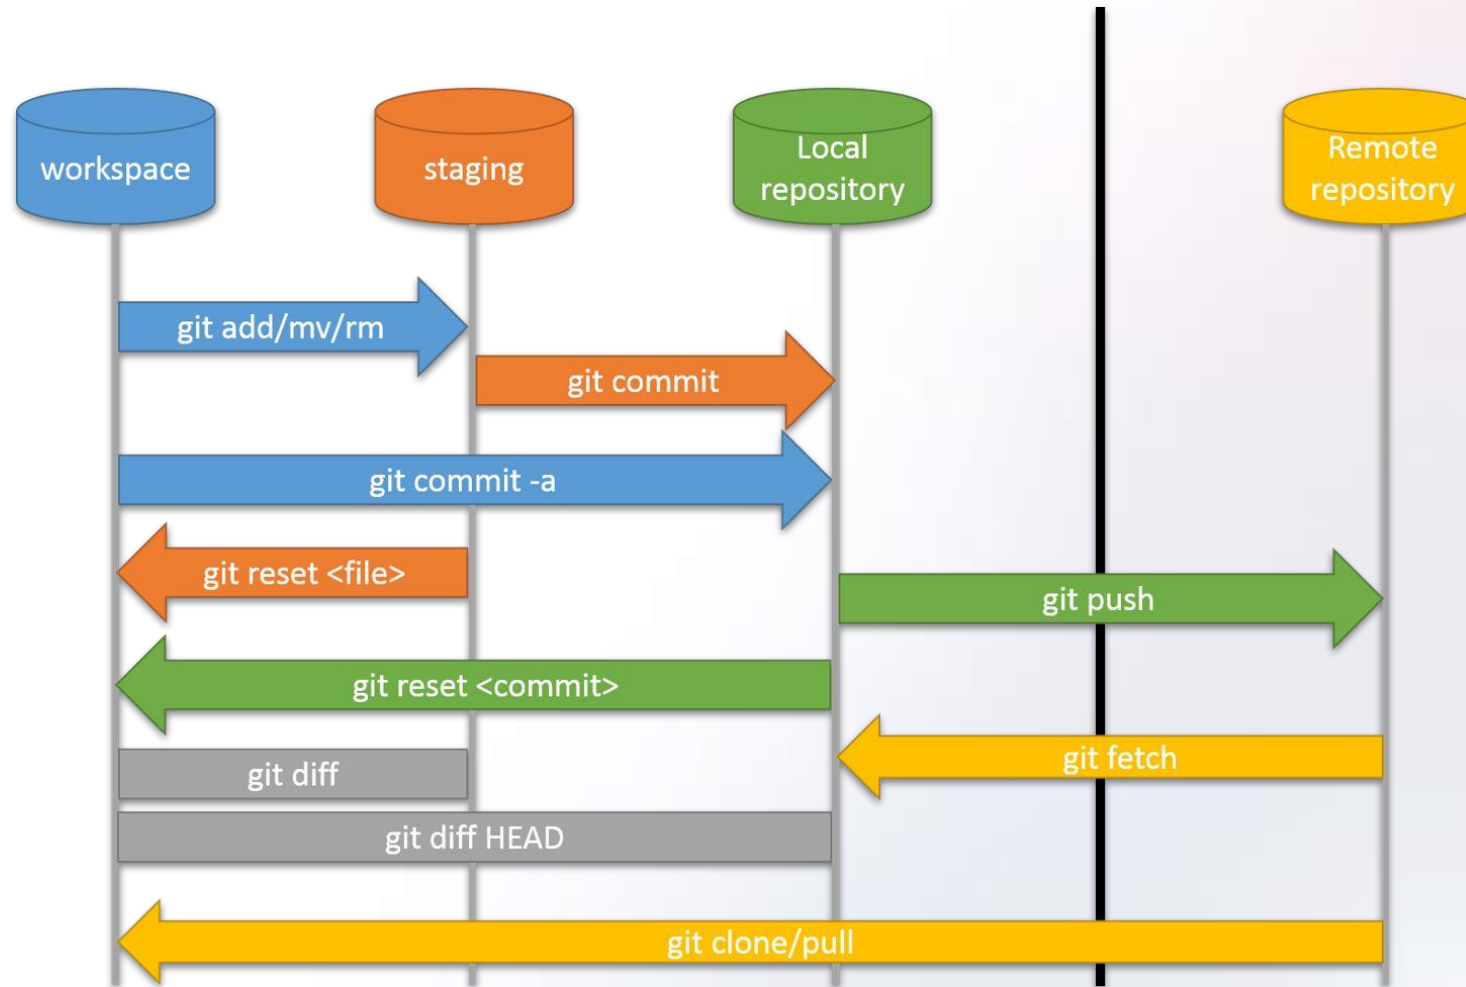 workspace
staging
Local
repository
Remote
repository
git add/mv/rm
git commit
git commit -a
git reset <file>
git push
git reset <commit>
git fetch
git diff
git diff HEAD
git clone/pull